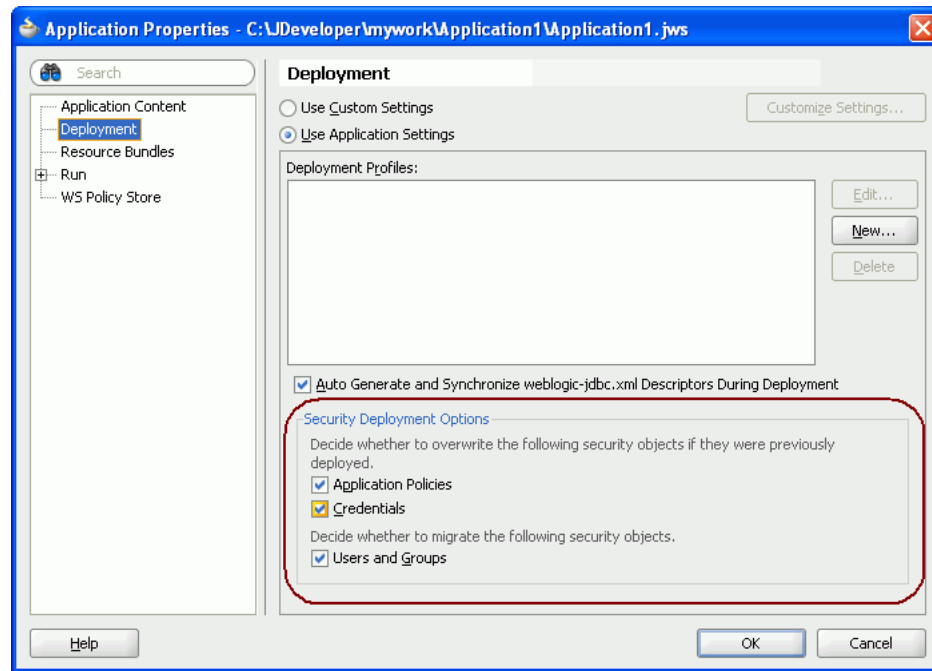 Application Properties - C:\JDeveloper\mywork\Application1\Application1.jws
Search
Application Content
Deployment
Resource Bundles
Run
WS Policy Store
Deployment
Use Custom Settings
Customize Settings...
Use Application Settings
Deployment Profiles:
Edit...
New...
Delete
Auto Generate and Synchronize weblogic-jdbc.xml Descriptors During Deployment
Security Deployment Options
Decide whether to overwrite the following security objects if they were previously
deployed.
Application Policies
Credentials
Decide whether to migrate the following security objects.
Users and Groups
Help
OK
Cancel